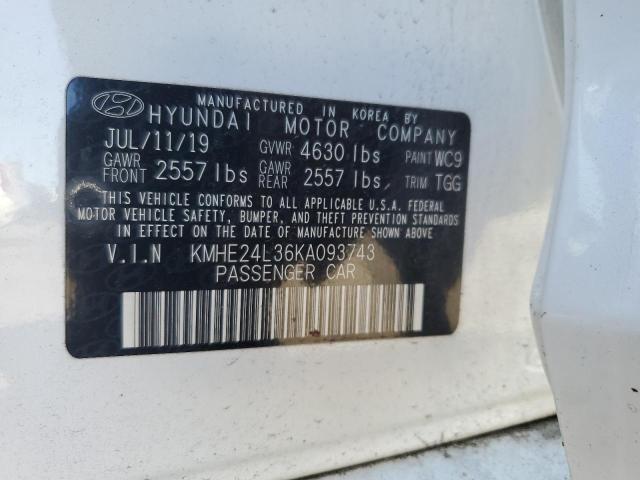 MANUFACTURED IN KOREA BY
HYUNDAI MOTOR COMPANY
JUL/11/19 GVWR 4630 lbs PAINT WC9
GAWR FRONT 2557 lbs GAWR REAR 2557 lbs TRIM TGG
THIS VEHICLE CONFORMS TO ALL APPLICABLE U.S.A. FEDERAL
MOTOR VEHICLE SAFETY, BUMPER, AND THEFT PREVENTION STANDARDS
IN EFFECT ON THE DATE OF MANUFACTURE SHOWN ABOVE.
V.I.N KMHE24L36KA093743
PASSENGER CAR